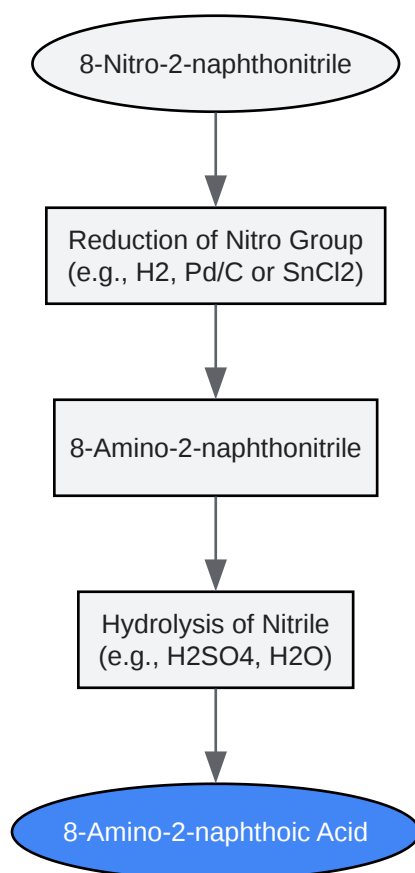 8-Nitro-2-naphthonitrile
Reduction of Nitro Group
(e.g., H2, Pd/C or SnCl2)
8-Amino-2-naphthonitrile
Hydrolysis of Nitrile
(e.g., H2SO4, H2O)
8-Amino-2-naphthoic Acid